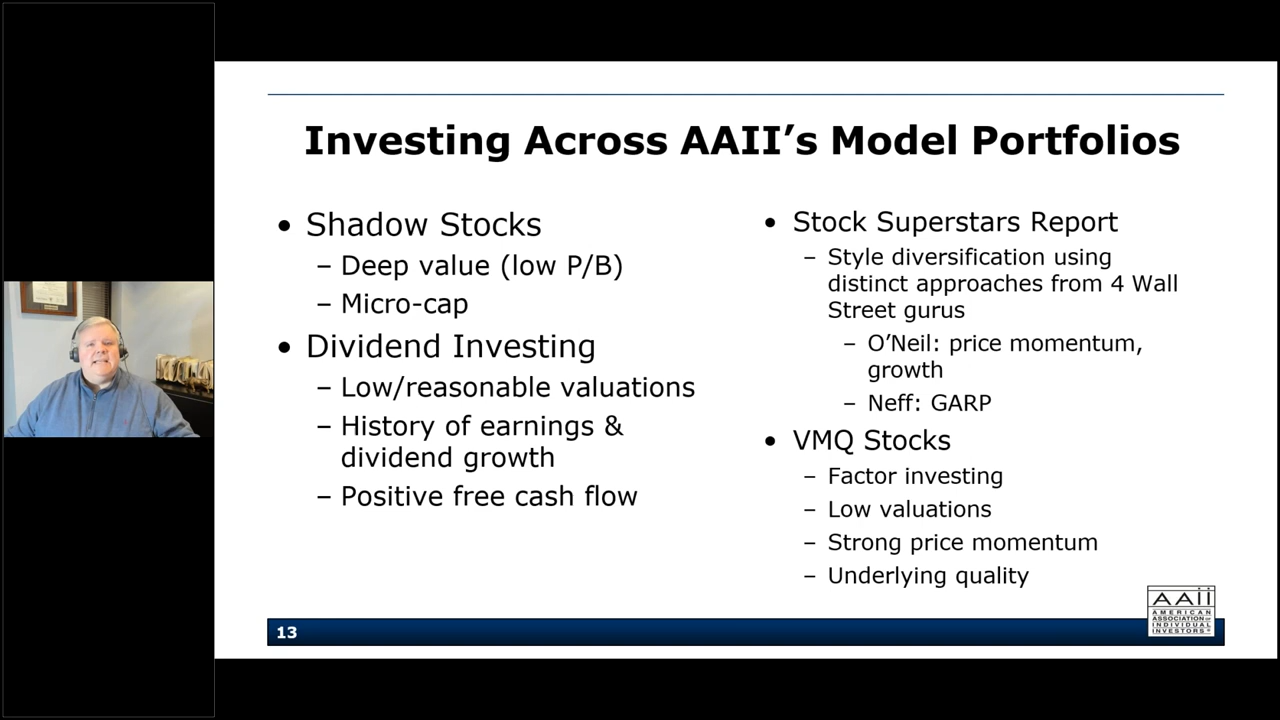 Investing Across AAII’s Model Portfolios
• Shadow Stocks
– Deep value (low P/B)
– Micro-cap
• Dividend Investing
– Low/reasonable valuations
– History of earnings &
dividend growth
– Positive free cash flow
• Stock Superstars Report
– Style diversification using
distinct approaches from 4 Wall
Street gurus
– O’Neil: price momentum,
growth
– Neff: GARP
• VMQ Stocks
– Factor investing
– Low valuations
– Strong price momentum
– Underlying quality
13
AAII
AMERICAN
ASSOCIATION OF
INDIVIDUAL
INVESTORS®